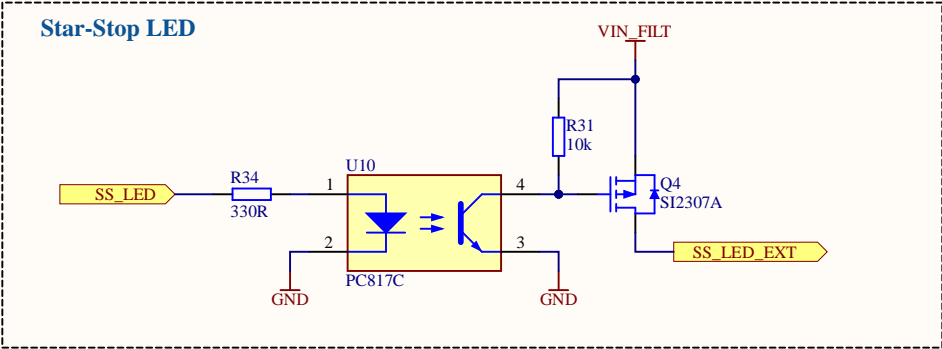 Star-Stop LED
VIN_FILT
R31
10k
U10
R34
1
4
Q4
SS_LED
SI2307A
330R
2
3
SS_LED_EXT
PC817C
GND
GND